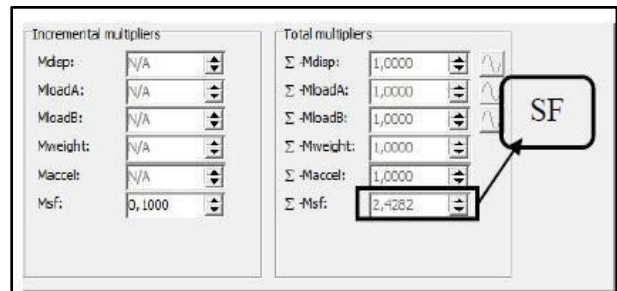 Incremental multipliers
Mdisp: N/A
MloadA: N/A
MloadB: N/A
Mweight: N/A
Maccel: N/A
Msf: 0,1000
Total multipliers
Σ -Mdisp: 1,0000
Σ -MloadA: 1,0000
Σ -MloadB: 1,0000
Σ -Mweight: 1,0000
Σ -Maccel: 1,0000
Σ -Msf: 2,4282
SF